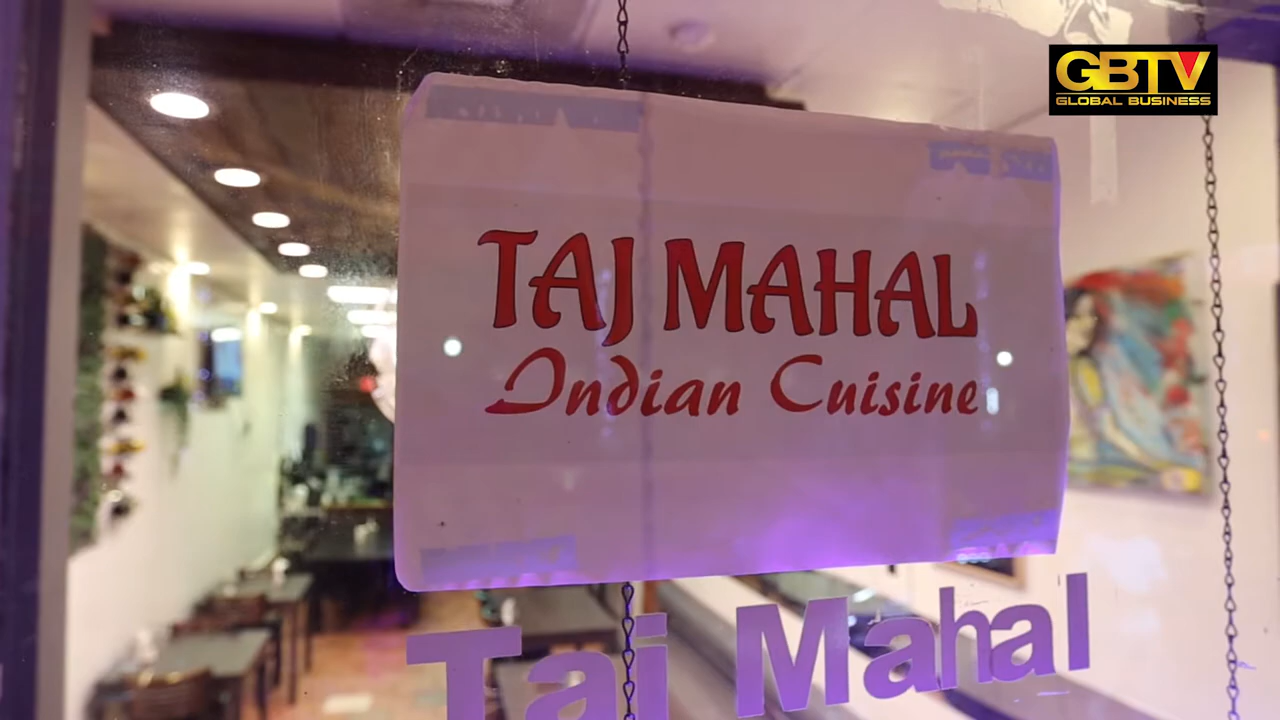 GBTV
GLOBAL BUSINESS
TAJ MAHAL
Indian Cuisine
Taj Mahal